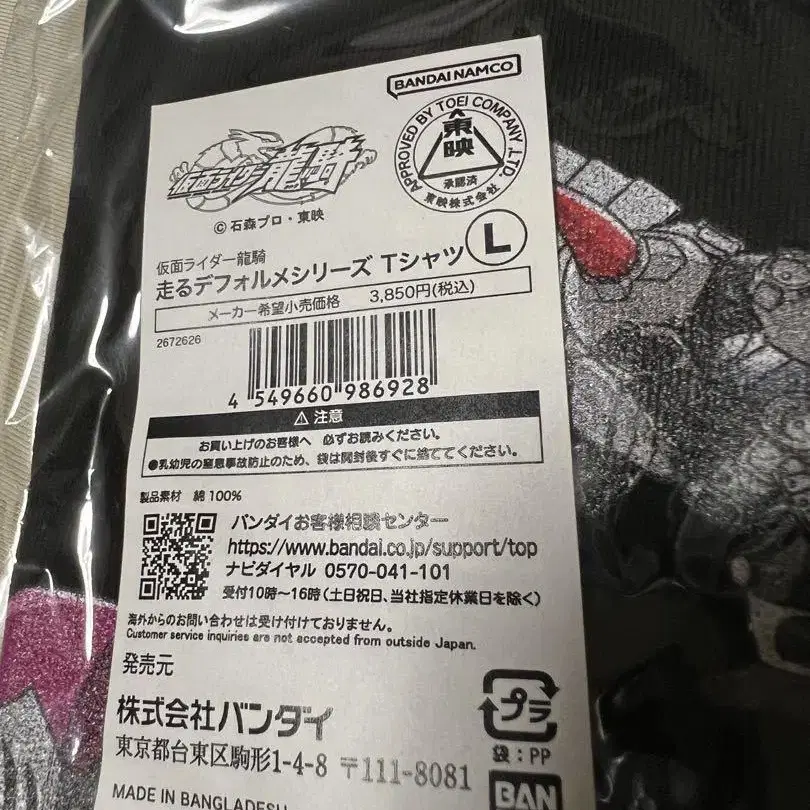 BANDAI NAMCO
APPROVED BY TOEI COMPANY, LTD.
東映
承認済
東映株式会社
仮面ライダー龍騎
©石森プロ・東映
仮面ライダー龍騎
走るデフォルメシリーズ Tシャツ L
メーカー希望小売価格 3,850円(税込)
2672626
4 549660 986928
⚠注意
お買い上げのお客様へ 必ずお読みください。
●乳幼児の窒息事故防止のため、袋は開封後すぐに捨ててください。
製品素材 綿100%
バンダイお客様相談センター
https://www.bandai.co.jp/support/top
ナビダイヤル 0570-041-101
受付10時~16時(土日祝日、当社指定休業日を除く)
海外からのお問い合わせは受け付けておりません。
Customer service inquiries are not accepted from outside Japan.
発売元
株式会社バンダイ
東京都台東区駒形1-4-8 〒111-8081
プラ
袋:PP
MADE IN BANGLADESH
BAN